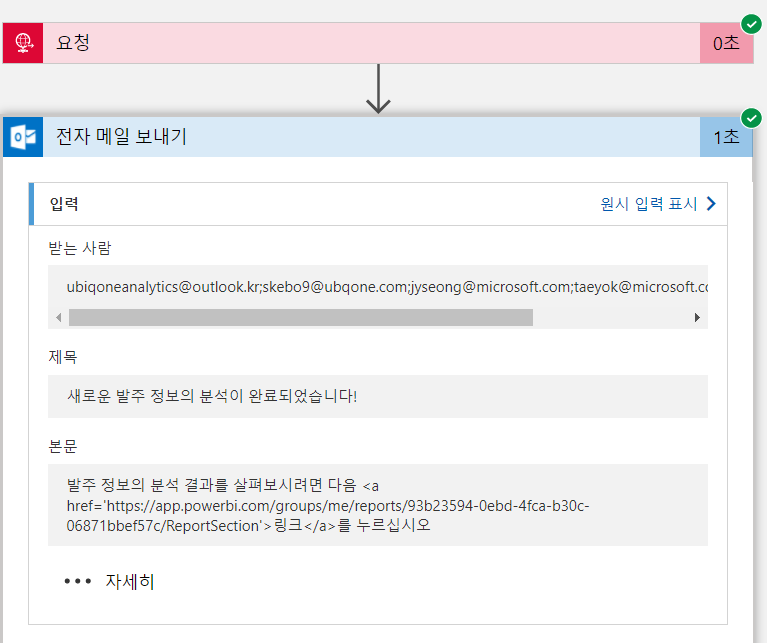 요청
0초
전자 메일 보내기
1초
입력
원시 입력 표시
받는 사람
ubiqoneanalytics@outlook.kr;skebo9@ubqone.com;jyseong@microsoft.com;taeyok@microsoft.co
제목
새로운 발주 정보의 분석이 완료되었습니다!
본문
발주 정보의 분석 결과를 살펴보시려면 다음 <a
href='https://app.powerbi.com/groups/me/reports/93b23594-0ebd-4fca-b30c-
06871bbef57c/ReportSection'>링크</a>를 누르십시오
자세히